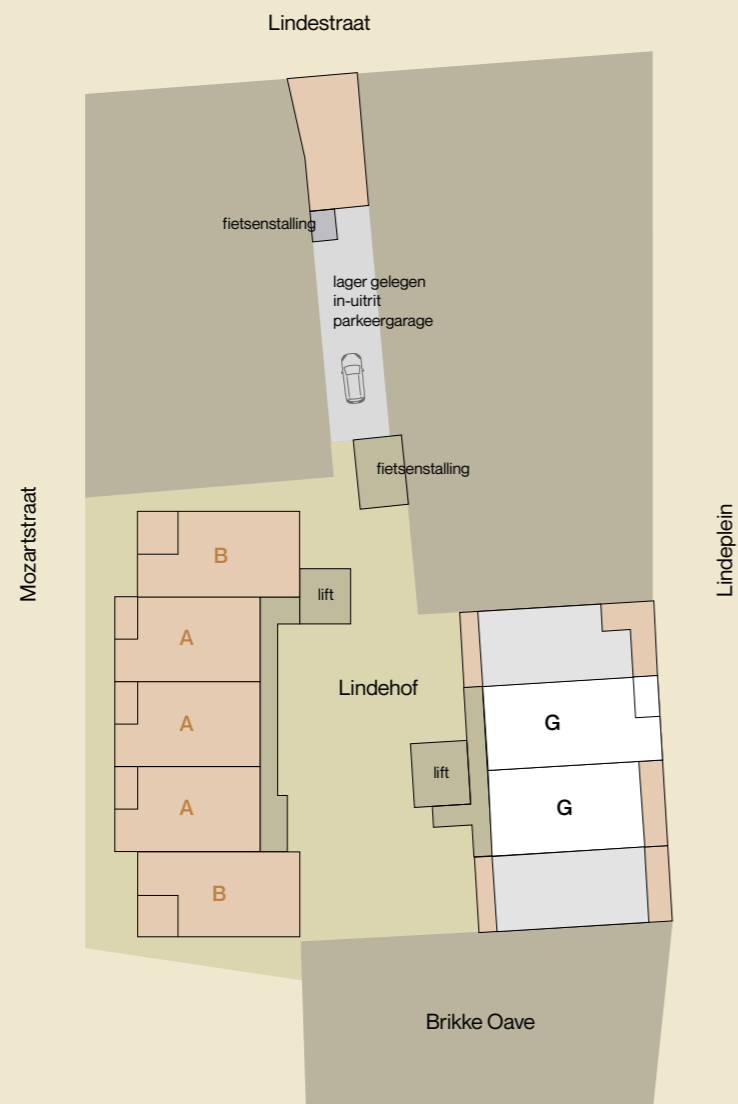 Lindestraat
fietsenstalling
lager gelegen
in-uitrit
parkeergarage
fietsenstalling
Mozartstraat
Lindeplein
B
lift
A
Lindehof
A
G
lift
A
G
B
Brikke Oave